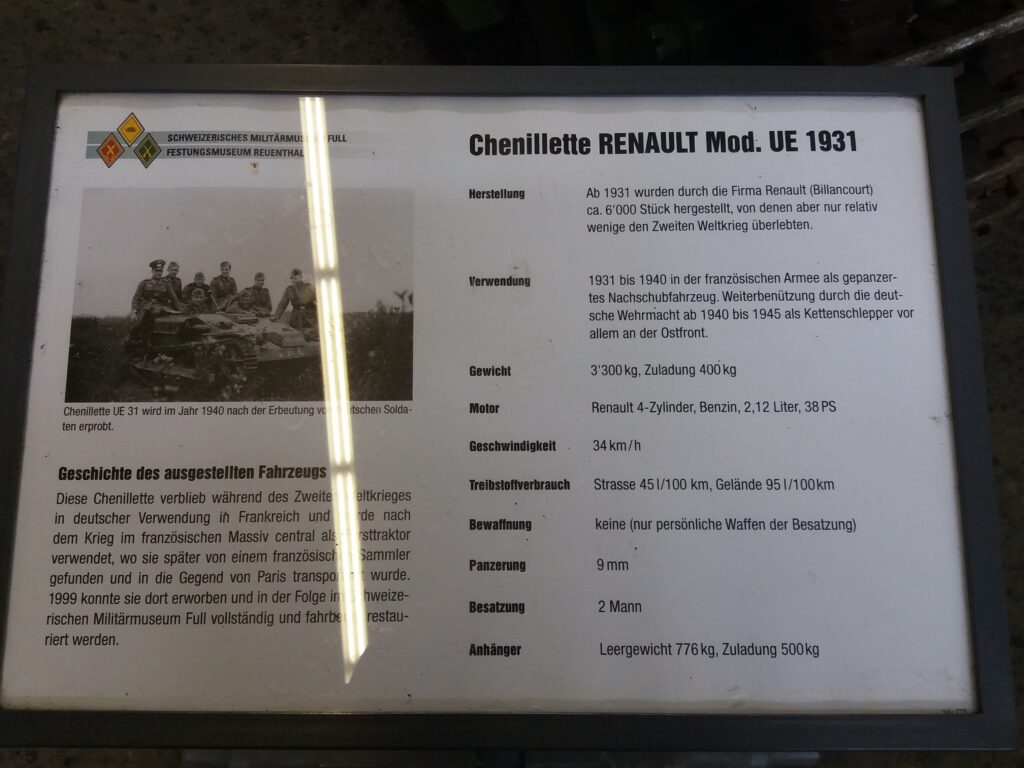 SCHWEIZERISCHES FULL
FESTUNGSMUSEUM
Chenillette UE 31 wird im Jahr 1940 nach der Erbeutung Solda-
ten erprobt.
Geschichte des ausgestellten Fahrzeugs
Diese Chenillette verblieb während des
in deutscher Verwendung in Frankreich und nach
dem Krieg im französischen Massiv central
verwendet, wo sie später von einem Sammler
gefunden und in die Gegend von Paris wurde.
1999 konnte sie dort erworben und in der Folge
rischen Militärmuseum Full vollständig und restau-
riert werden.
Chenillette RENAULT Mod. UE 1931
Herstellung Ab 1931 wurden durch die Firma Renault (Billancourt)
ca. 6'000 Stück hergestellt, von denen aber nur relativ
wenige den Zweiten Weltkrieg überlebten.
Verwendung 1931 bis 1940 in der französischen Armee als gepanzer-
tes Nachschubfahrzeug. Weiterbenützung durch die deut-
sche Wehrmacht ab 1940 bis 1945 als Kettenschlepper vor
allem an der Ostfront.
Gewicht 3'300 kg, Zuladung 400 kg
Motor Renault 4-Zylinder, Benzin, 2,12 Liter, 38 PS
Geschwindigkeit 34 km/h
Treibstoffverbrauch Strasse 45 l/100 km, Gelände 95 l/100 km
Bewaffnung keine (nur persönliche Waffen der Besatzung)
Panzerung 9 mm
Besatzung 2 Mann
Anhänger Leergewicht 776 kg, Zuladung 500 kg